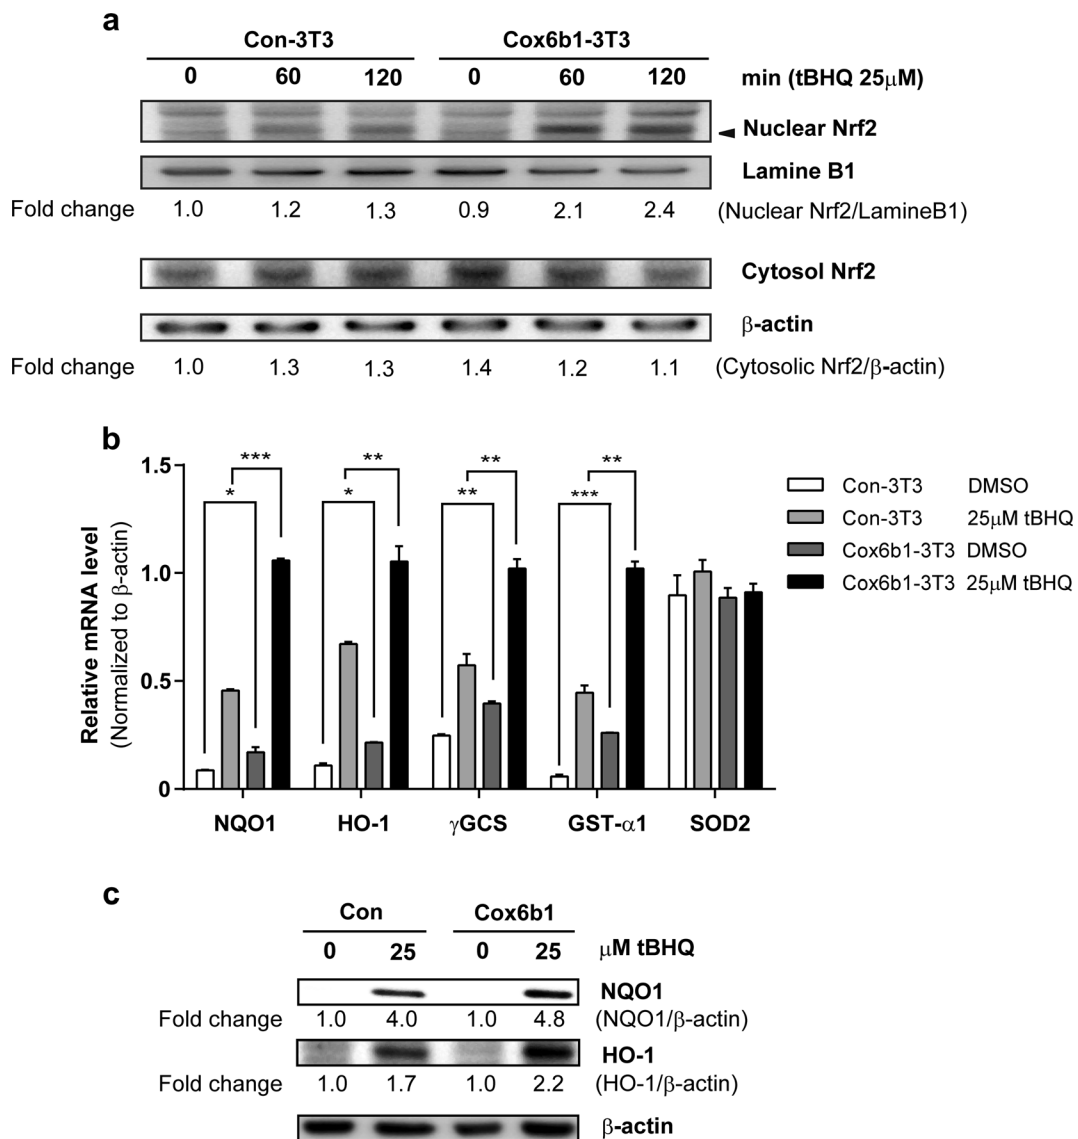 a
Con-3T3 Cox6b1-3T3
0 60 120 0 60 120 min (tBHQ 25μM)
Nuclear Nrf2
Lamine B1
Fold change 1.0 1.2 1.3 0.9 2.1 2.4 (Nuclear Nrf2/LamineB1)
Cytosol Nrf2
β-actin
Fold change 1.0 1.3 1.3 1.4 1.2 1.1 (Cytosolic Nrf2/β-actin)
b
Relative mRNA level
(Normalized to β-actin)
1.5
1.0
0.5
0
* *** * ** ** ** *** **
NQO1 HO-1 γGCS GST-α1 SOD2
Con-3T3 DMSO
Con-3T3 25μM tBHQ
Cox6b1-3T3 DMSO
Cox6b1-3T3 25μM tBHQ
c
Con Cox6b1
0 25 0 25 μM tBHQ
NQO1
Fold change 1.0 4.0 1.0 4.8 (NQO1/β-actin)
HO-1
Fold change 1.0 1.7 1.0 2.2 (HO-1/β-actin)
β-actin